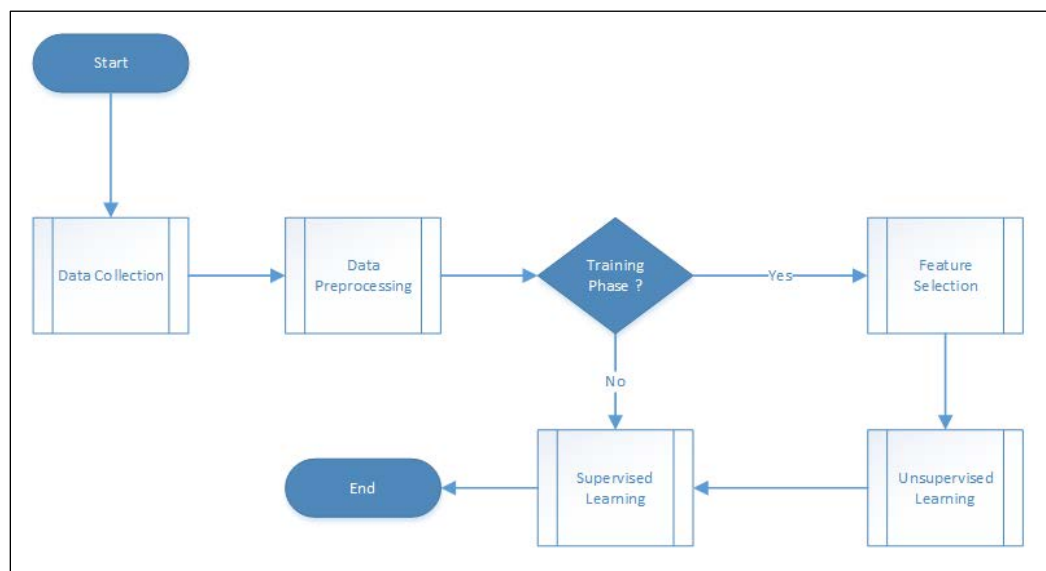 Start
Data Collection
Data
Preprocessing
Training
Phase ?
Yes
Feature
Selection
No
Supervised
Learning
Unsupervised
Learning
End